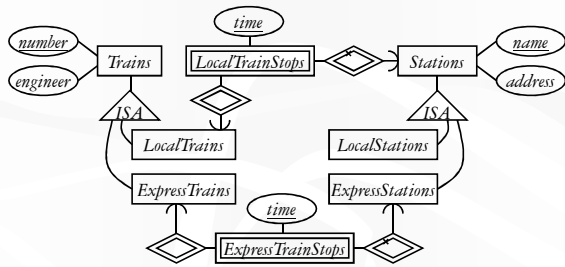 time
number
name
Trains
LocalTrainStops
Stations
engineer
address
ISA
ISA
LocalTrains
LocalStations
ExpressTrains
ExpressStations
time
ExpressTrainStops